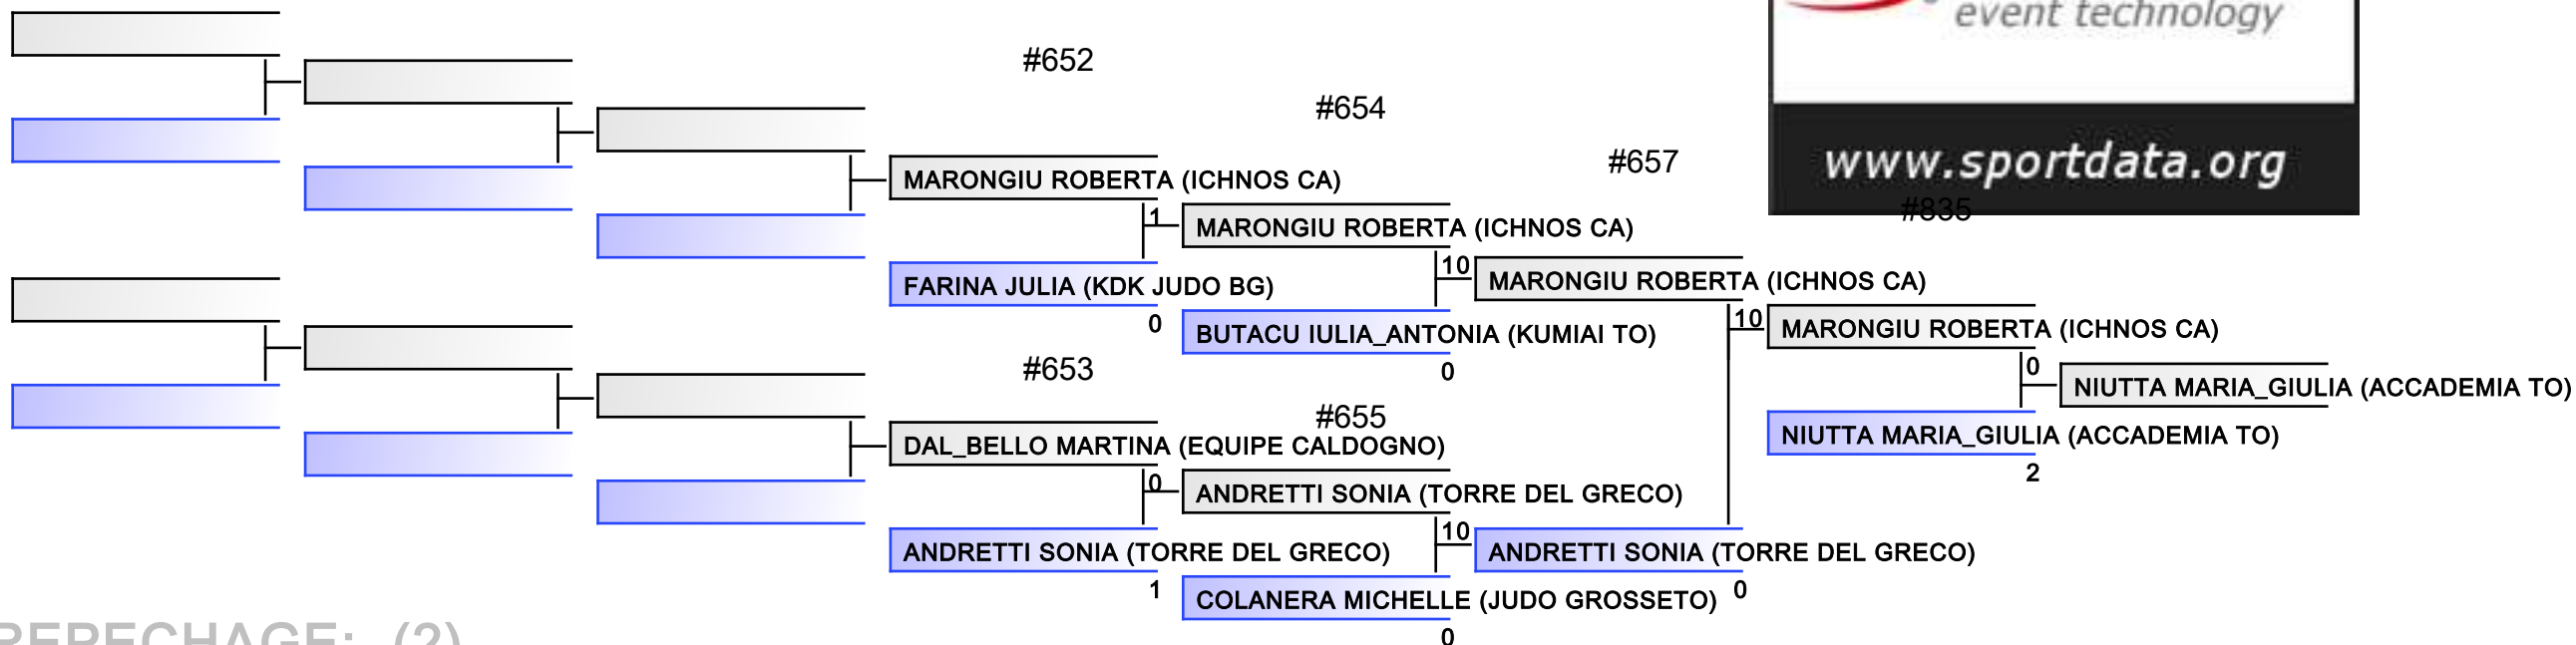 event technology
www.sportdata.org
#652
#654
#657
#835
MARONGIU ROBERTA (ICHNOS CA)
1
MARONGIU ROBERTA (ICHNOS CA)
FARINA JULIA (KDK JUDO BG)
0
10
MARONGIU ROBERTA (ICHNOS CA)
BUTACU IULIA_ANTONIA (KUMIAI TO)
0
10
MARONGIU ROBERTA (ICHNOS CA)
0
NIUTTA MARIA_GIULIA (ACCADEMIA TO)
NIUTTA MARIA_GIULIA (ACCADEMIA TO)
2
#653
#655
DAL_BELLO MARTINA (EQUIPE CALDOGNO)
0
ANDRETTI SONIA (TORRE DEL GRECO)
ANDRETTI SONIA (TORRE DEL GRECO)
1
10
ANDRETTI SONIA (TORRE DEL GRECO)
0
COLANERA MICHELLE (JUDO GROSSETO)
0
REPECHAGE: (2)